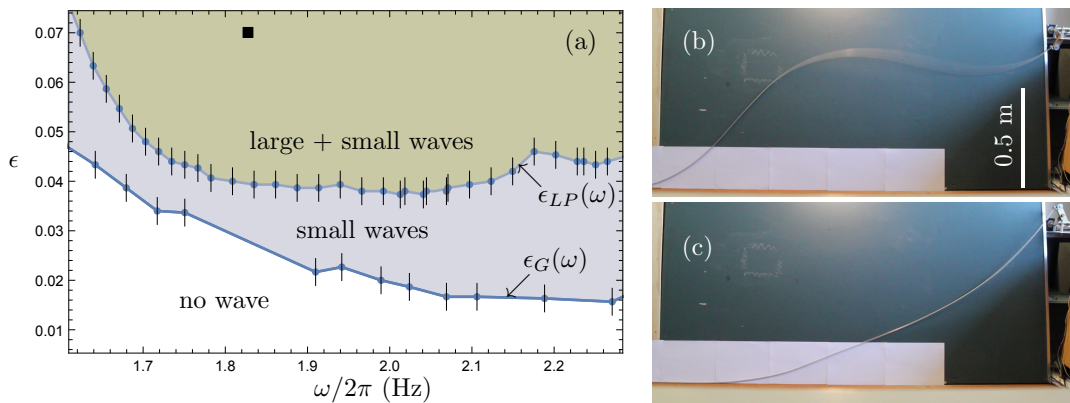 0.07
0.06
0.05
0.04
0.03
0.02
0.01
ϵ
1.7
1.8
1.9
2.0
2.1
2.2
ω/2π (Hz)
(a)
large + small waves
ϵ_LP(ω)
small waves
ϵ_G(ω)
no wave
(b)
0.5 m
(c)